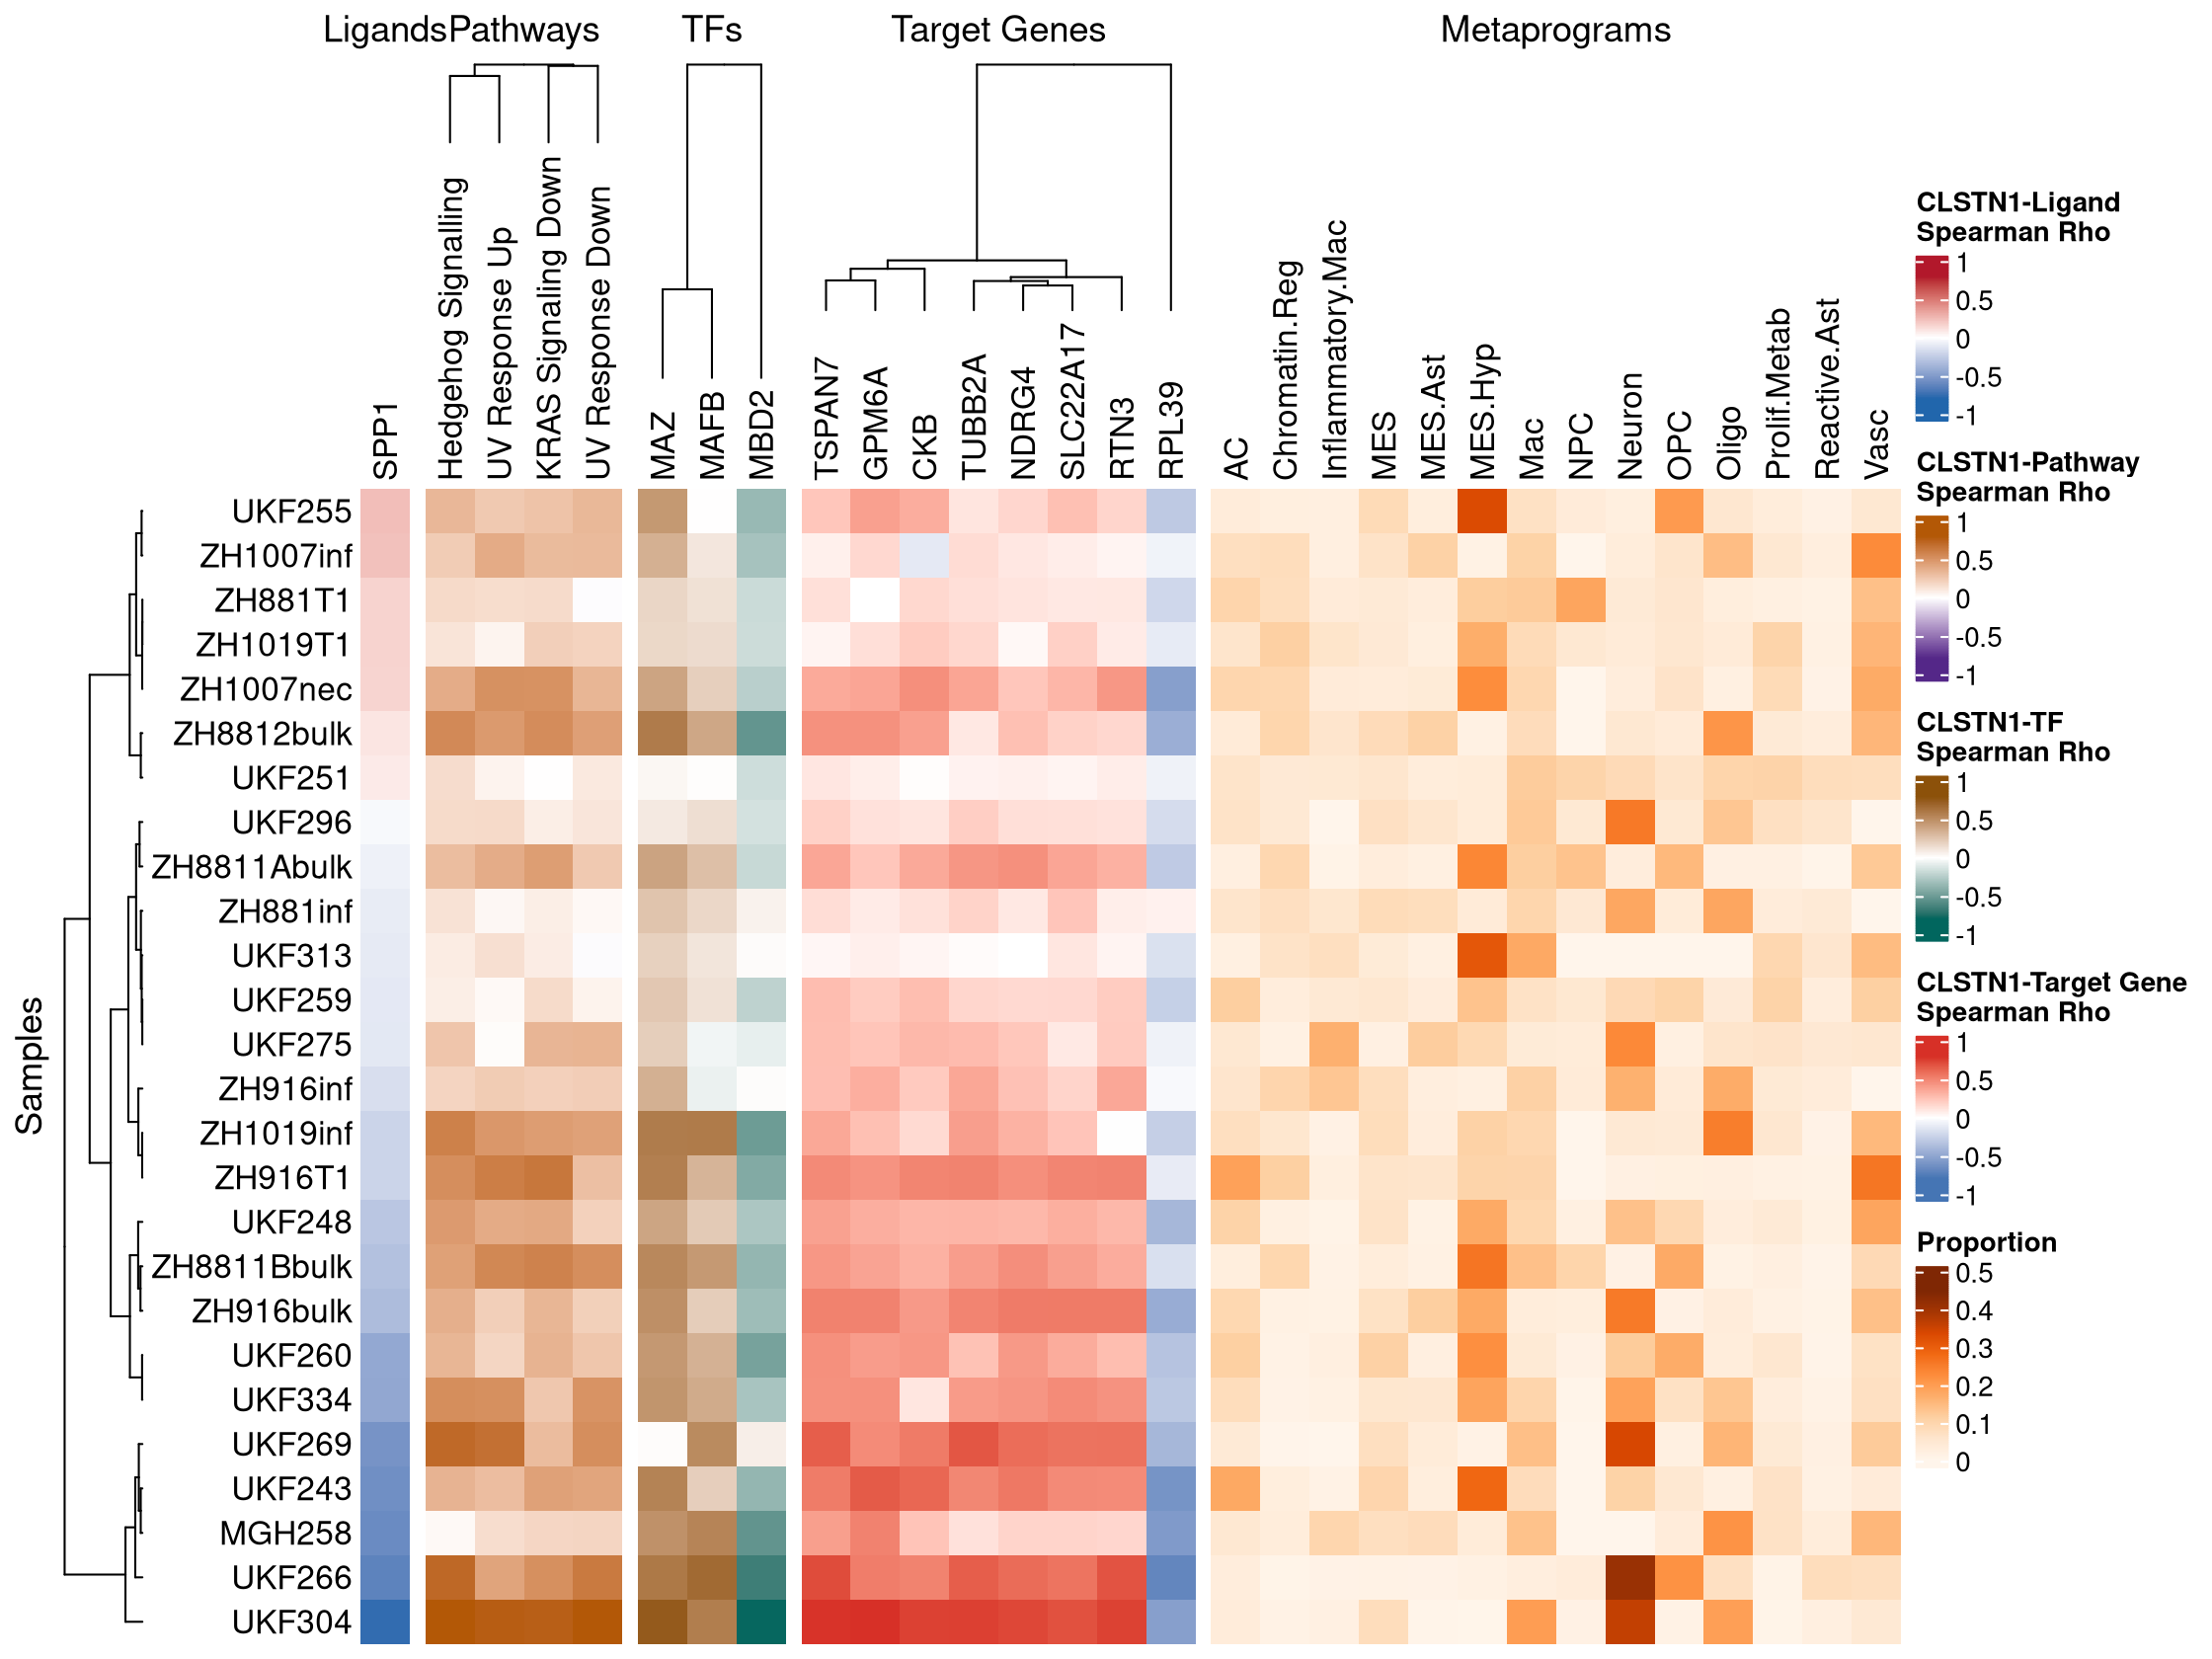 LigandsPathways TFs Target Genes Metaprograms
SPP1
Hedgehog Signalling
UV Response Up
KRAS Signaling Down
UV Response Down
MAZ
MAFB
MBD2
TSPAN7
GPM6A
CKB
TUBB2A
NDRG4
SLC22A17
RTN3
RPL39
AC
Chromatin.Reg
Inflammatory.Mac
MES
MES.Ast
MES.Hyp
Mac
NPC
Neuron
OPC
Oligo
Prolif.Metab
Reactive.Ast
Vasc
Samples
UKF255
ZH1007inf
ZH881T1
ZH1019T1
ZH1007nec
ZH8812bulk
UKF251
UKF296
ZH8811Abulk
ZH881inf
UKF313
UKF259
UKF275
ZH916inf
ZH1019inf
ZH916T1
UKF248
ZH8811Bbulk
ZH916bulk
UKF260
UKF334
UKF269
UKF243
MGH258
UKF266
UKF304
CLSTN1-Ligand
Spearman Rho
1
0.5
0
-0.5
-1
CLSTN1-Pathway
Spearman Rho
1
0.5
0
-0.5
-1
CLSTN1-TF
Spearman Rho
1
0.5
0
-0.5
-1
CLSTN1-Target Gene
Spearman Rho
1
0.5
0
-0.5
-1
Proportion
0.5
0.4
0.3
0.2
0.1
0